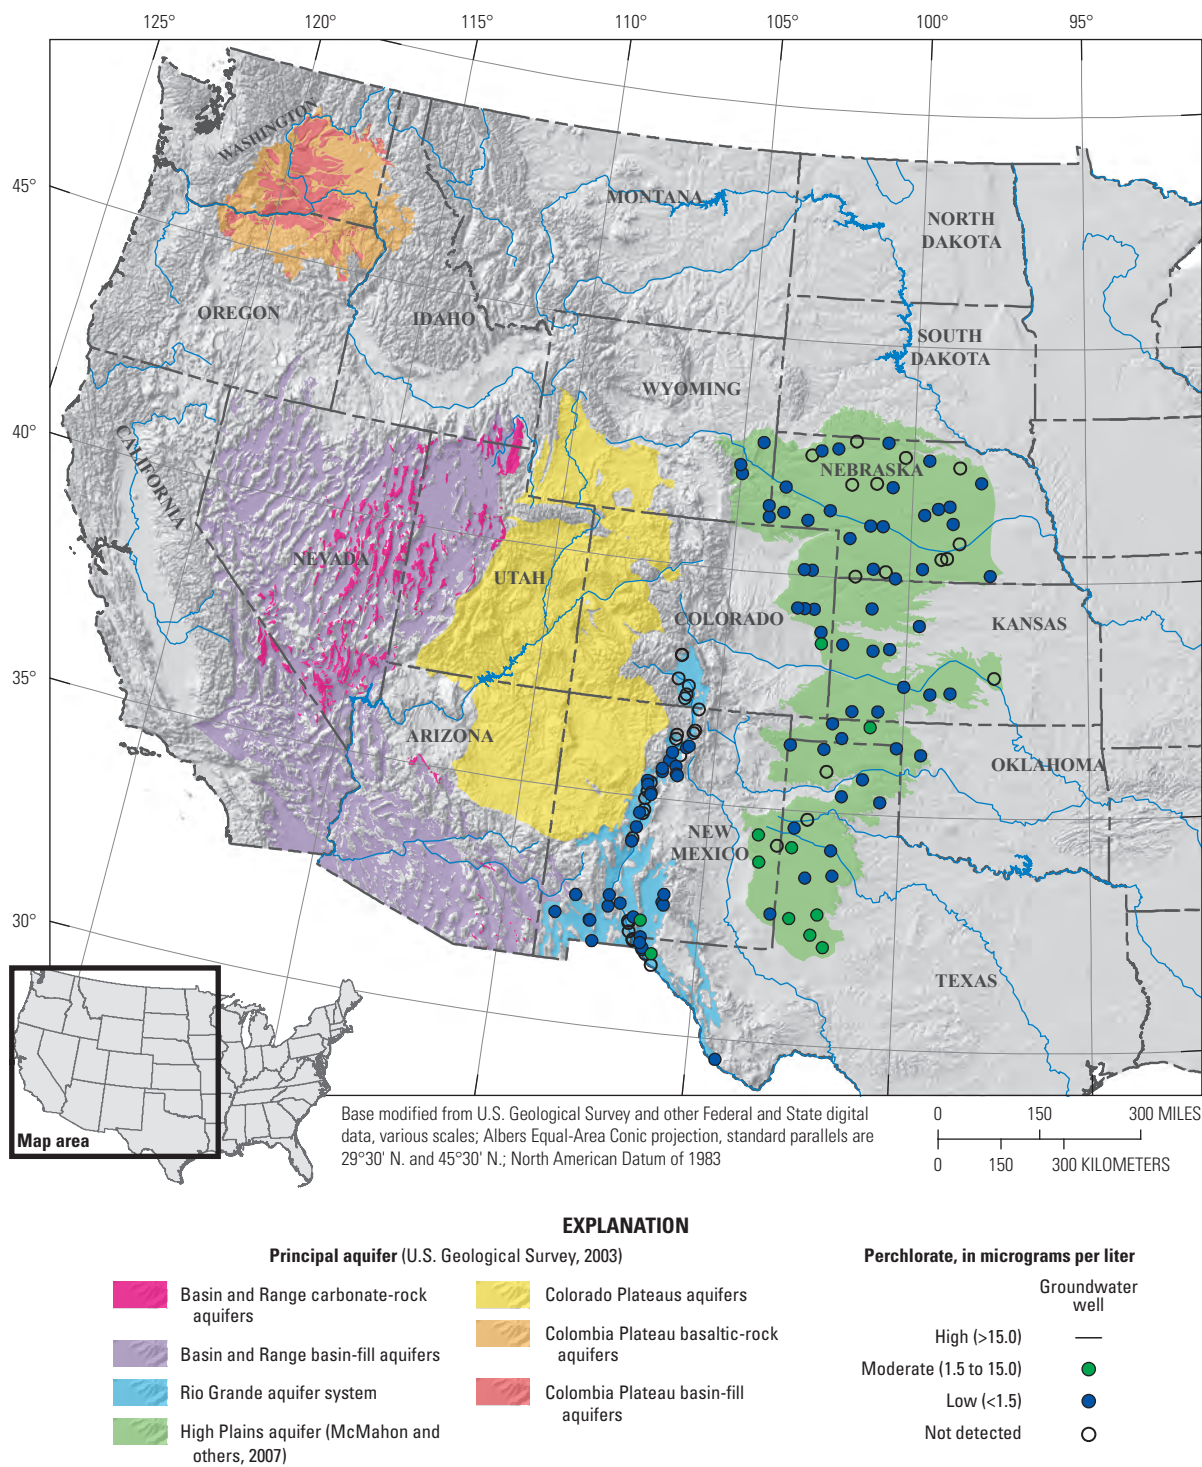 125°
120°
115°
110°
105°
100°
95°
45°
40°
35°
30°
WASHINGTON
MONTANA
NORTH
DAKOTA
OREGON
IDAHO
SOUTH
DAKOTA
WYOMING
CALIFORNIA
NEBRASKA
NEVADA
UTAH
COLORADO
KANSAS
ARIZONA
OKLAHOMA
NEW
MEXICO
TEXAS
Map area
Base modified from U.S. Geological Survey and other Federal and State digital
data, various scales; Albers Equal-Area Conic projection, standard parallels are
29°30' N. and 45°30' N.; North American Datum of 1983
0 150 300 MILES
0 150 300 KILOMETERS
EXPLANATION
Principal aquifer (U.S. Geological Survey, 2003)
Basin and Range carbonate-rock
aquifers
Basin and Range basin-fill aquifers
Rio Grande aquifer system
High Plains aquifer (McMahon and
others, 2007)
Colorado Plateaus aquifers
Colombia Plateau basaltic-rock
aquifers
Colombia Plateau basin-fill
aquifers
Perchlorate, in micrograms per liter
Groundwater
well
High (>15.0)
Moderate (1.5 to 15.0)
Low (<1.5)
Not detected